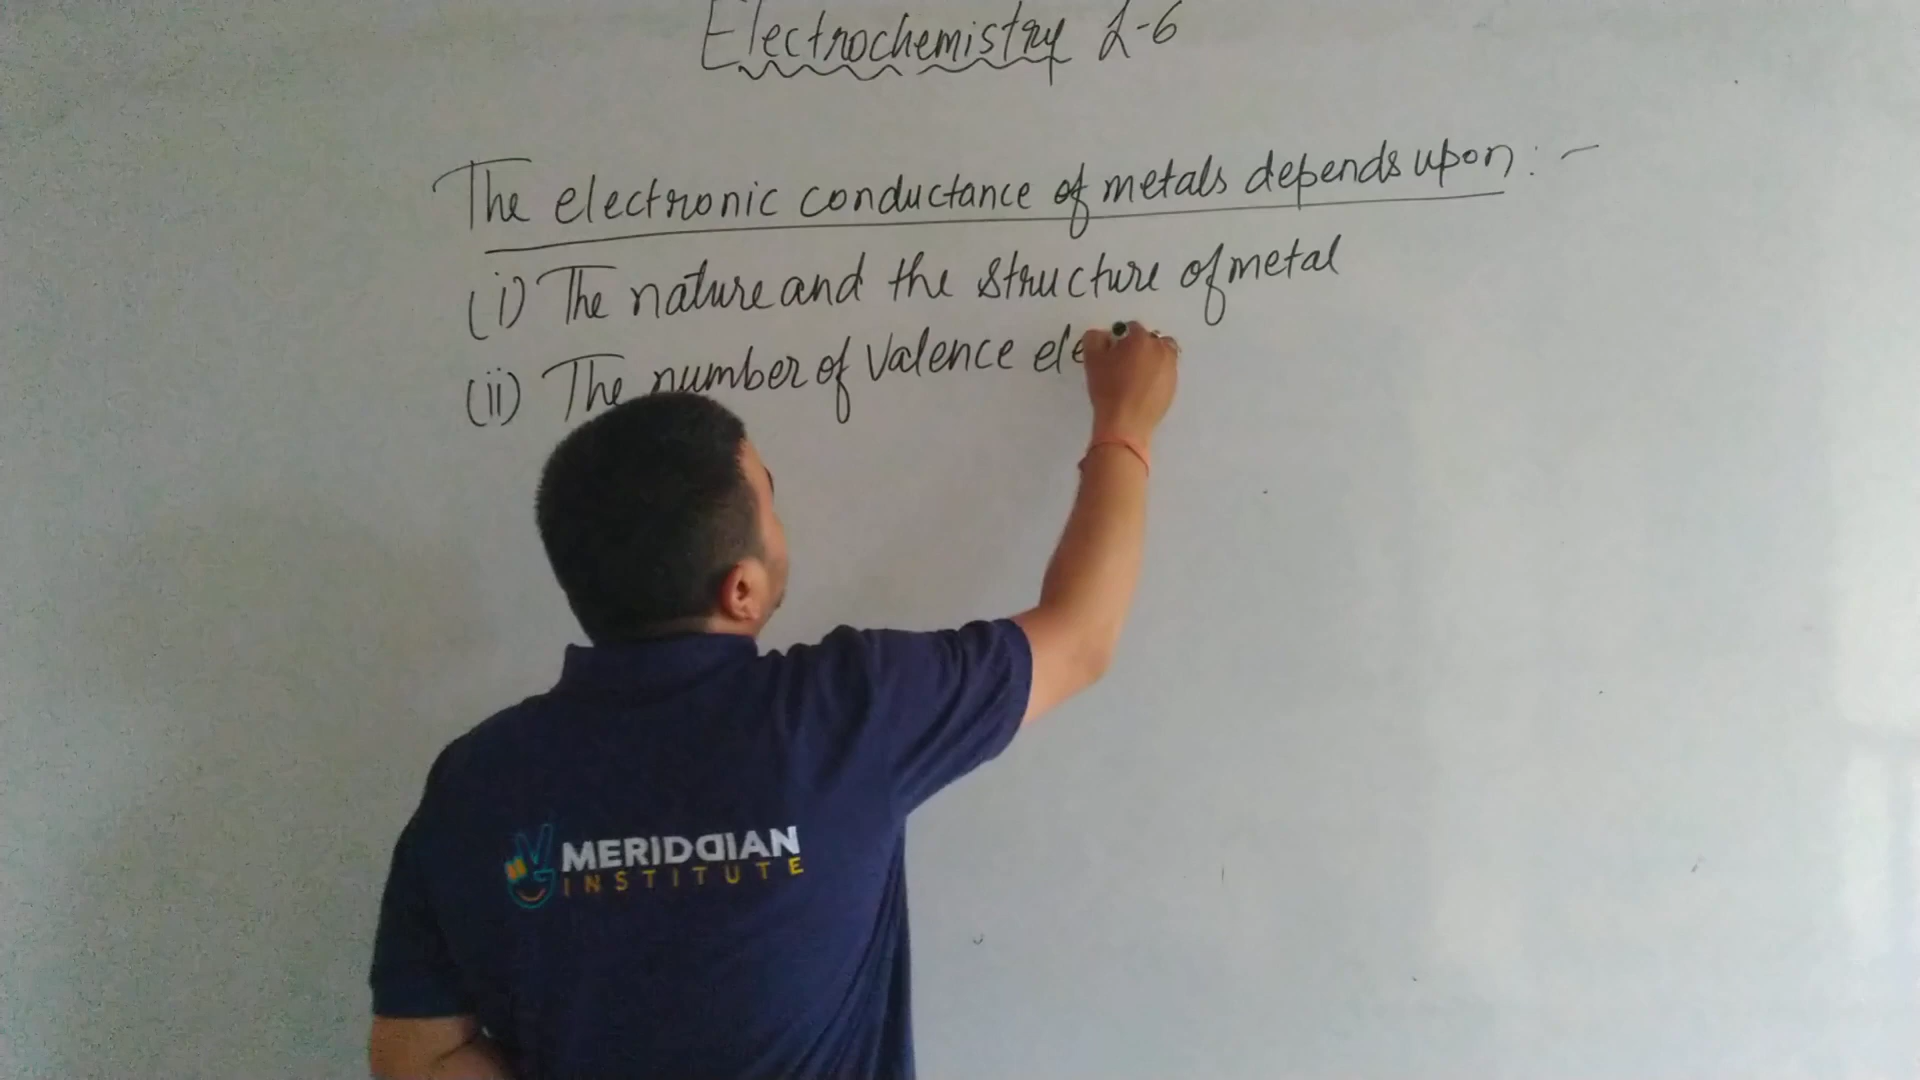 Electrochemistry L-6
The electronic conductance of metals depends upon :-
(i) The nature and the structure of metal
(ii) The number of valence ele
MERIDDIAN
INSTITUTE